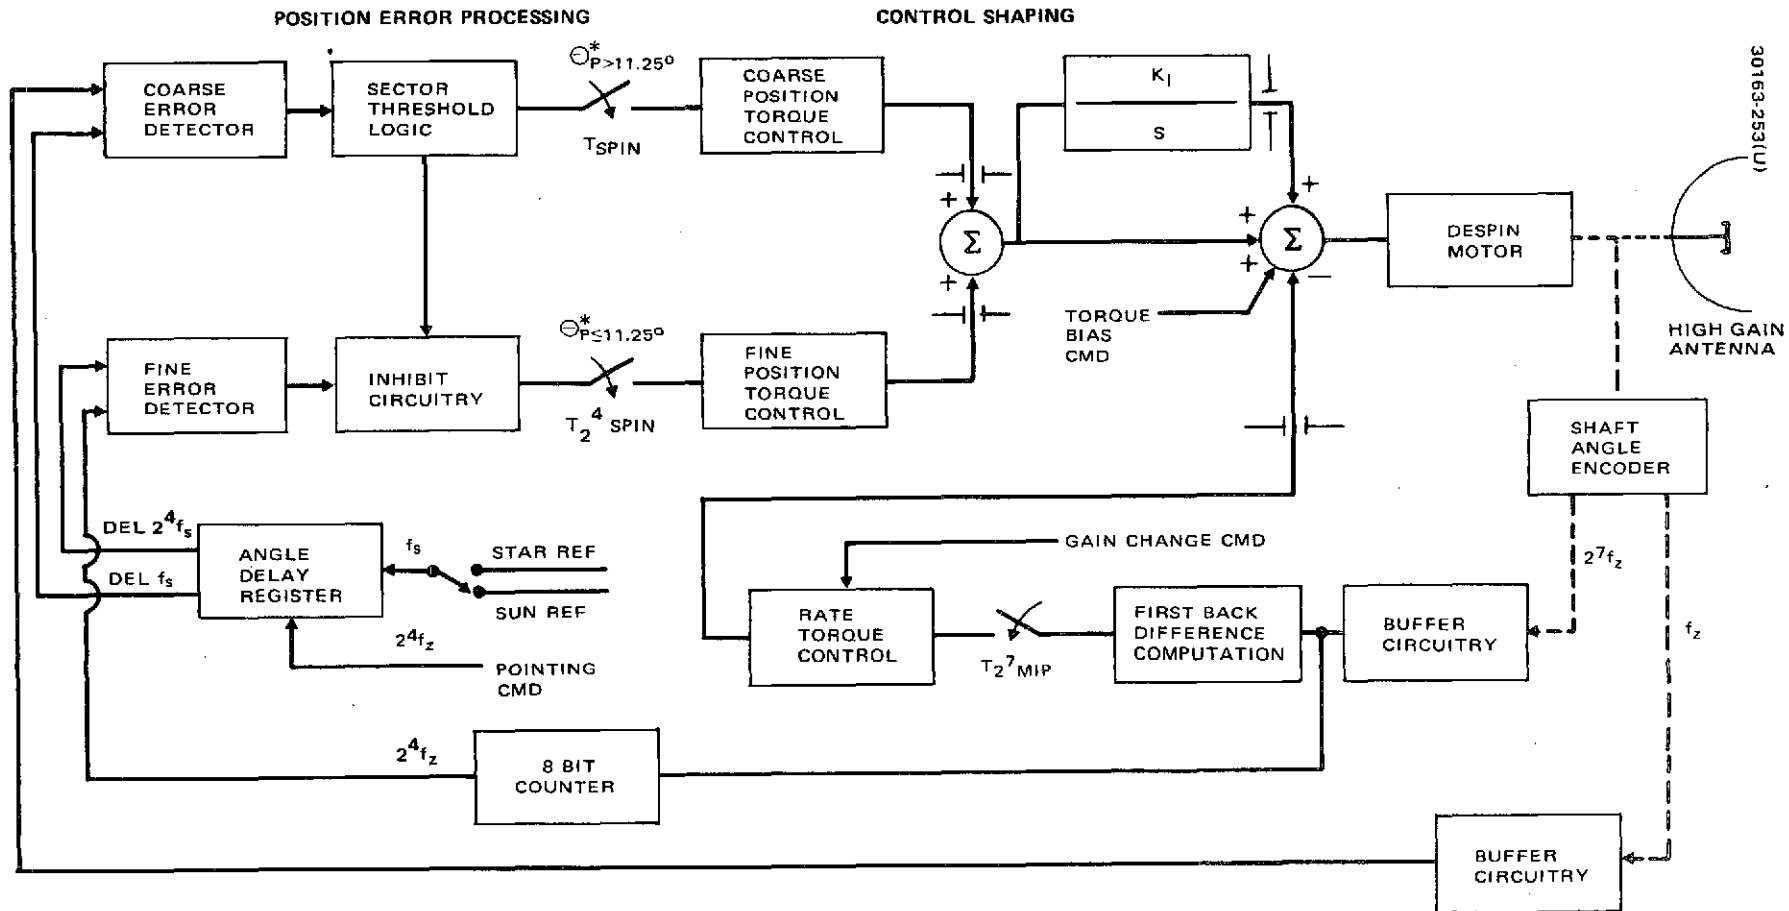 POSITION ERROR PROCESSING
CONTROL SHAPING
30163-253(U)
COARSE
ERROR
DETECTOR
SECTOR
THRESHOLD
LOGIC
Θ*P>11.25°
TSPIN
COARSE
POSITION
TORQUE
CONTROL
K1
S
+
+
Σ
+
+
+
Σ
+
−
DESPIN
MOTOR
HIGH GAIN
ANTENNA
TORQUE
BIAS
CMD
FINE
ERROR
DETECTOR
INHIBIT
CIRCUITRY
Θ*P≤11.25°
T2⁴ SPIN
FINE
POSITION
TORQUE
CONTROL
SHAFT
ANGLE
ENCODER
2⁷fz
fz
DEL 2⁴fs
DEL fs
ANGLE
DELAY
REGISTER
fs
STAR REF
SUN REF
2⁴fz
POINTING
CMD
GAIN CHANGE CMD
RATE
TORQUE
CONTROL
T2⁷MIP
FIRST BACK
DIFFERENCE
COMPUTATION
BUFFER
CIRCUITRY
2⁴fz
8 BIT
COUNTER
BUFFER
CIRCUITRY